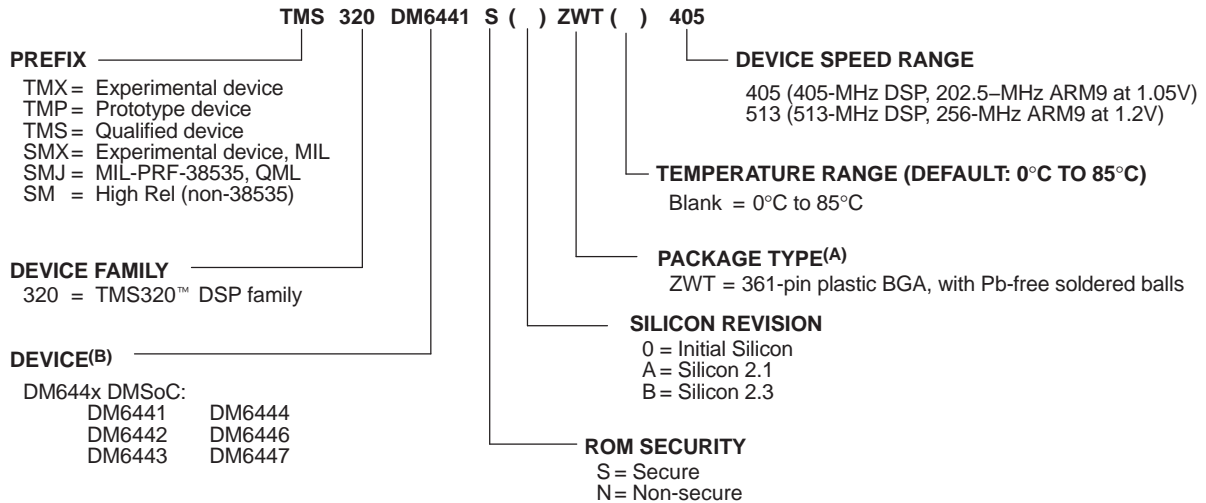 TMS 320 DM6441 S ( ) ZWT ( ) 405
PREFIX
TMX = Experimental device
TMP = Prototype device
TMS = Qualified device
SMX = Experimental device, MIL
SMJ = MIL-PRF-38535, QML
SM = High Rel (non-38535)
DEVICE SPEED RANGE
405 (405-MHz DSP, 202.5–MHz ARM9 at 1.05V)
513 (513-MHz DSP, 256-MHz ARM9 at 1.2V)
TEMPERATURE RANGE (DEFAULT: 0°C TO 85°C)
Blank = 0°C to 85°C
DEVICE FAMILY
320 = TMS320™ DSP family
PACKAGE TYPE(A)
ZWT = 361-pin plastic BGA, with Pb-free soldered balls
SILICON REVISION
0 = Initial Silicon
A = Silicon 2.1
B = Silicon 2.3
DEVICE(B)
DM644x DMSoC:
DM6441 DM6444
DM6442 DM6446
DM6443 DM6447
ROM SECURITY
S = Secure
N = Non-secure